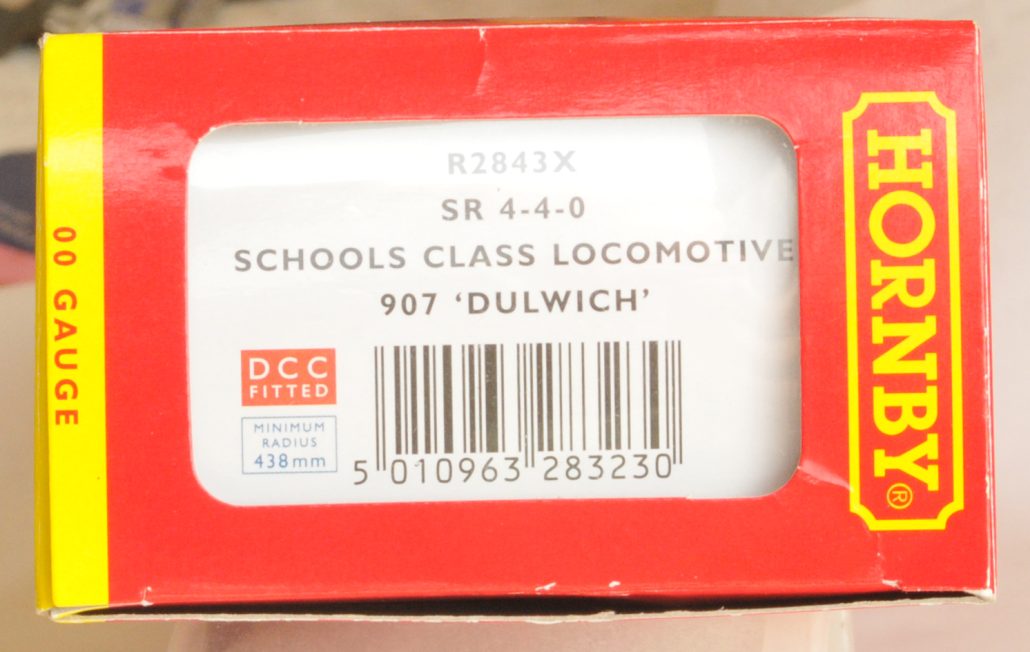 00 GAUGE
R2843X
SR 4-4-0
SCHOOLS CLASS LOCOMOTIVE
907 ‘DULWICH’
DCC
FITTED
MINIMUM
RADIUS
438mm
5 010963 283230
HORNBY®